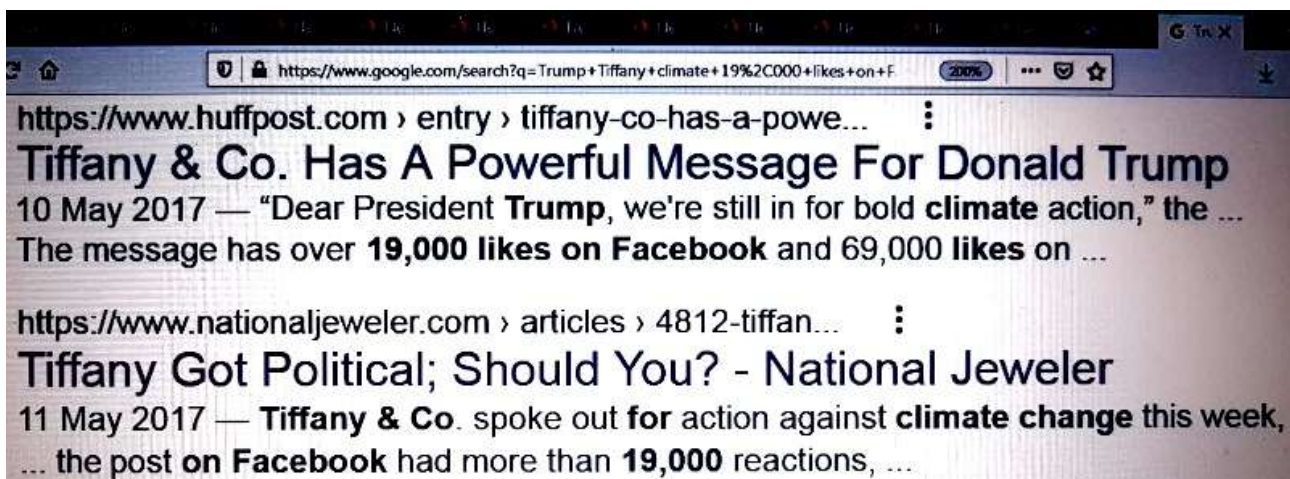 https://www.google.com/search?q=Trump+Tiffany+climate+19%2C000+likes+on+F
200%
https://www.huffpost.com › entry › tiffany-co-has-a-powe...
Tiffany & Co. Has A Powerful Message For Donald Trump
10 May 2017 — “Dear President Trump, we're still in for bold climate action,” the ...
The message has over 19,000 likes on Facebook and 69,000 likes on ...
https://www.nationaljeweler.com › articles › 4812-tiffan...
Tiffany Got Political; Should You? - National Jeweler
11 May 2017 — Tiffany & Co. spoke out for action against climate change this week,
... the post on Facebook had more than 19,000 reactions, ...